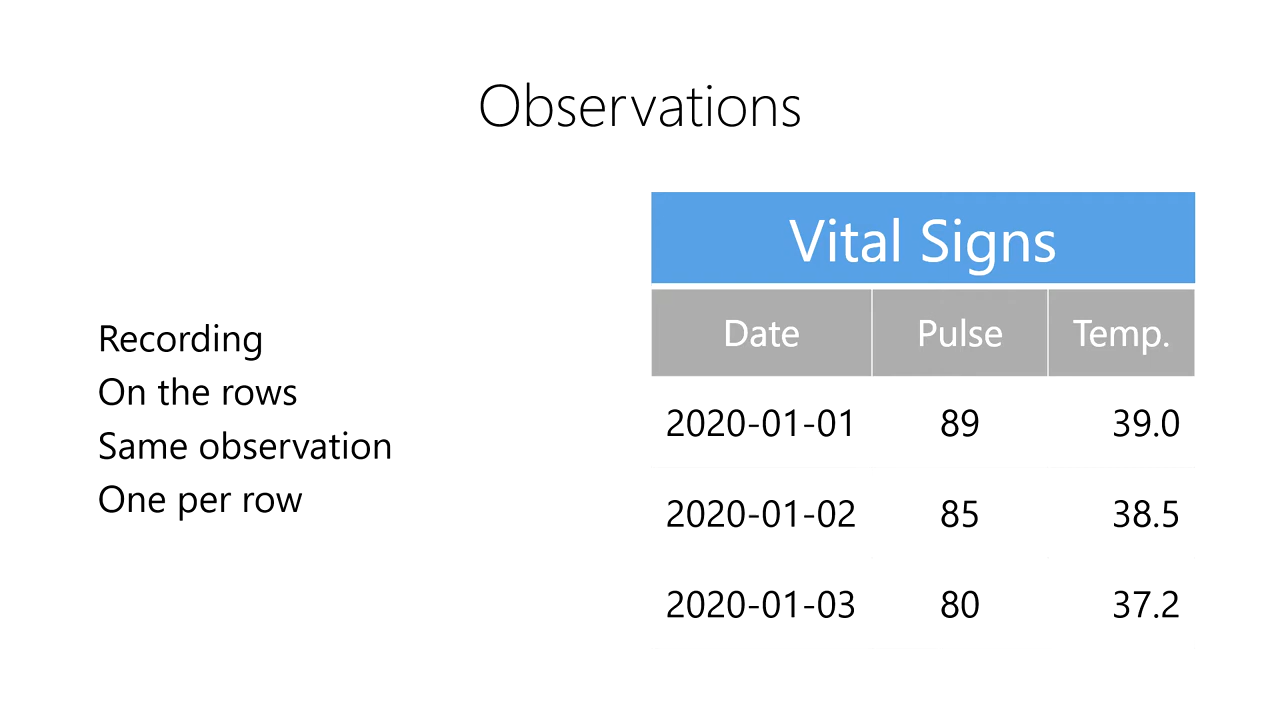 Observations
Recording
On the rows
Same observation
One per row
Vital Signs
Date Pulse Temp.
2020-01-01 89 39.0
2020-01-02 85 38.5
2020-01-03 80 37.2